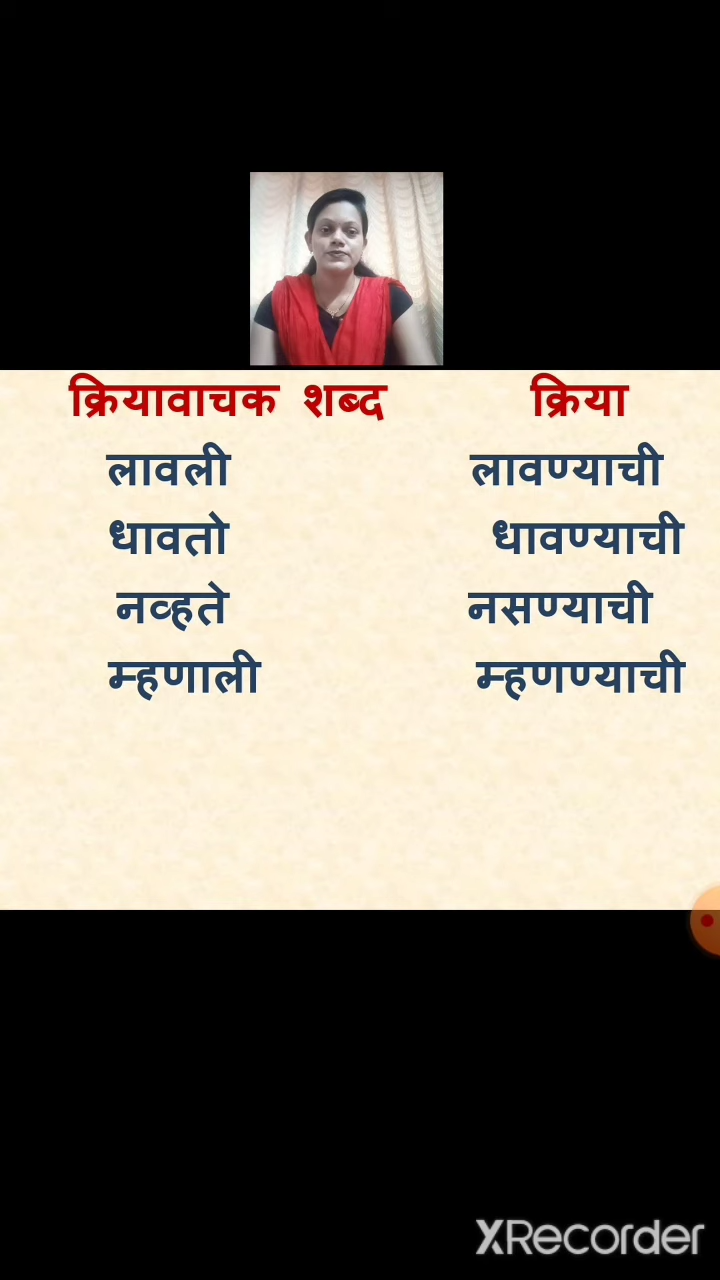 क्रियावाचक शब्द क्रिया
लावली लावण्याची
धावतो धावण्याची
नव्हते नसण्याची
म्हणाली म्हणण्याची
XRecorder